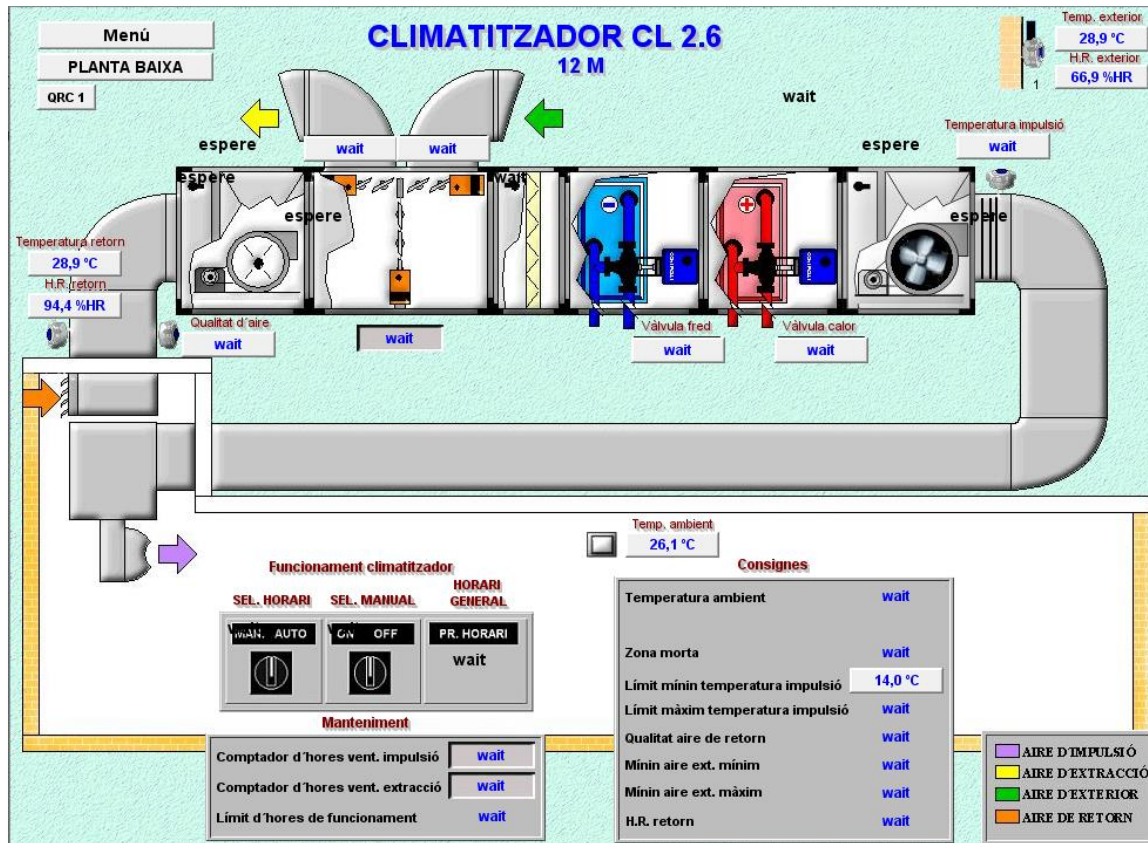 Menú
PLANTA BAIXA
QRC 1
CLIMATITZADOR CL 2.6
12 M
Temp. exterior
28,9 °C
H.R. exterior
66,9 %HR
1
wait
espere
wait
wait
espere
Temperatura impulsió
wait
espere
wait
espere
espere
Temperatura retorn
28,9 °C
H.R. retorn
94,4 %HR
Qualitat d´aire
wait
wait
Vàlvula fred
wait
Vàlvula calor
wait
Temp. ambient
26,1 °C
Funcionament climatitzador
SEL. HORARI
SEL. MANUAL
HORARI GENERAL
MAN. AUTO
ON OFF
PR. HORARI
wait
Manteniment
Comptador d´hores vent. impulsió wait
Comptador d´hores vent. extracció wait
Límit d´hores de funcionament wait
Consignes
Temperatura ambient wait
Zona morta wait
Límit mínin temperatura impulsió 14,0 °C
Límit màxim temperatura impulsió wait
Qualitat aire de retorn wait
Mínin aire ext. mínim wait
Mínin aire ext. màxim wait
H.R. retorn wait
AIRE D´IMPULSIÓ
AIRE D´EXTRACCIÓ
AIRE D´EXTERIOR
AIRE DE RETORN